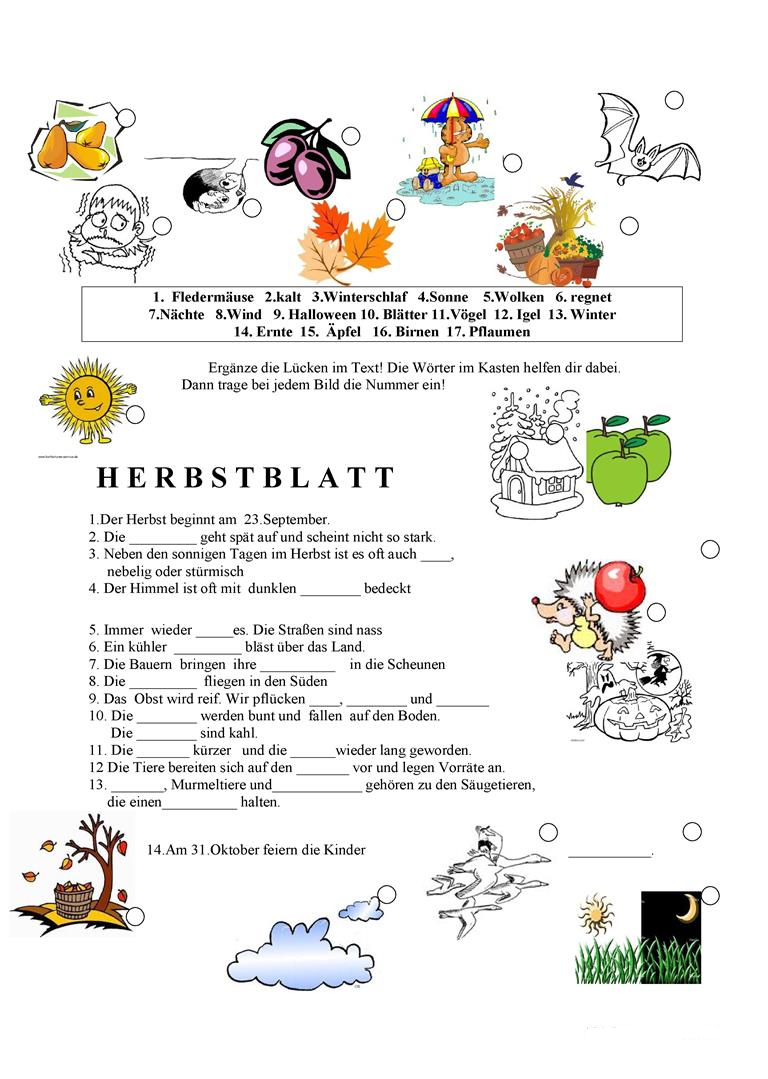 1. Fledermäuse 2.kalt 3.Winterschlaf 4.Sonne 5.Wolken 6. regnet
7.Nächte 8.Wind 9. Halloween 10. Blätter 11.Vögel 12. Igel 13. Winter
14. Ernte 15. Äpfel 16. Birnen 17. Pflaumen
Ergänze die Lücken im Text! Die Wörter im Kasten helfen dir dabei.
Dann trage bei jedem Bild die Nummer ein!
HERBSTBLATT
1.Der Herbst beginnt am 23.September.
2. Die _________ geht spät auf und scheint nicht so stark.
3. Neben den sonnigen Tagen im Herbst ist es oft auch ____,
nebelig oder stürmisch
4. Der Himmel ist oft mit dunklen ________ bedeckt
5. Immer wieder _____es. Die Straßen sind nass
6. Ein kühler _________ bläst über das Land.
7. Die Bauern bringen ihre __________ in die Scheunen
8. Die _________ fliegen in den Süden
9. Das Obst wird reif. Wir pflücken ____, ________ und _______
10. Die ________ werden bunt und fallen auf den Boden.
Die ________ sind kahl.
11. Die _______ kürzer und die ______wieder lang geworden.
12 Die Tiere bereiten sich auf den _______ vor und legen Vorräte an.
13. _______, Murmeltiere und____________ gehören zu den Säugetieren,
die einen__________ halten.
14.Am 31.Oktober feiern die Kinder ___________.